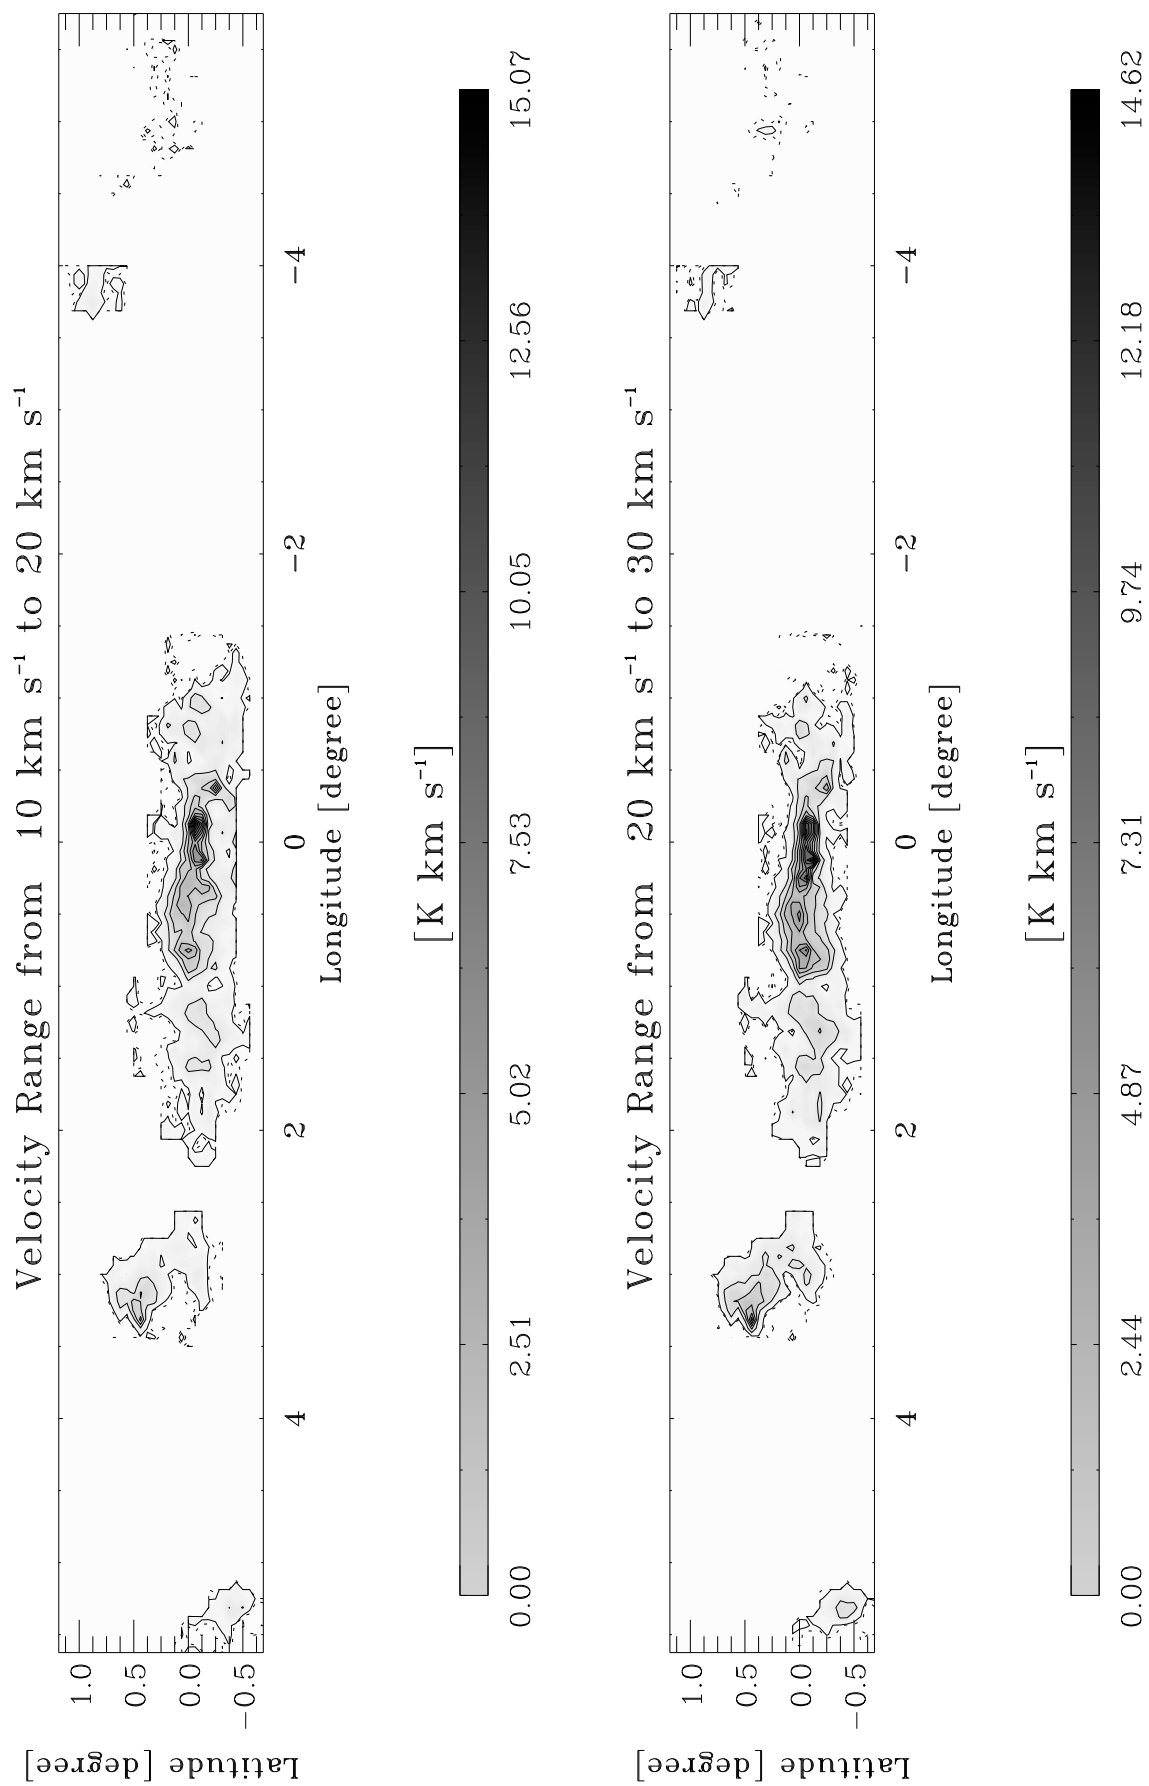 Velocity Range from 10 km s⁻¹ to 20 km s⁻¹
Latitude [degree]
1.0
0.5
0.0
−0.5
4 2 0 −2 −4
Longitude [degree]
[K km s⁻¹]
0.00 2.51 5.02 7.53 10.05 12.56 15.07
Velocity Range from 20 km s⁻¹ to 30 km s⁻¹
Latitude [degree]
1.0
0.5
0.0
−0.5
4 2 0 −2 −4
Longitude [degree]
[K km s⁻¹]
0.00 2.44 4.87 7.31 9.74 12.18 14.62